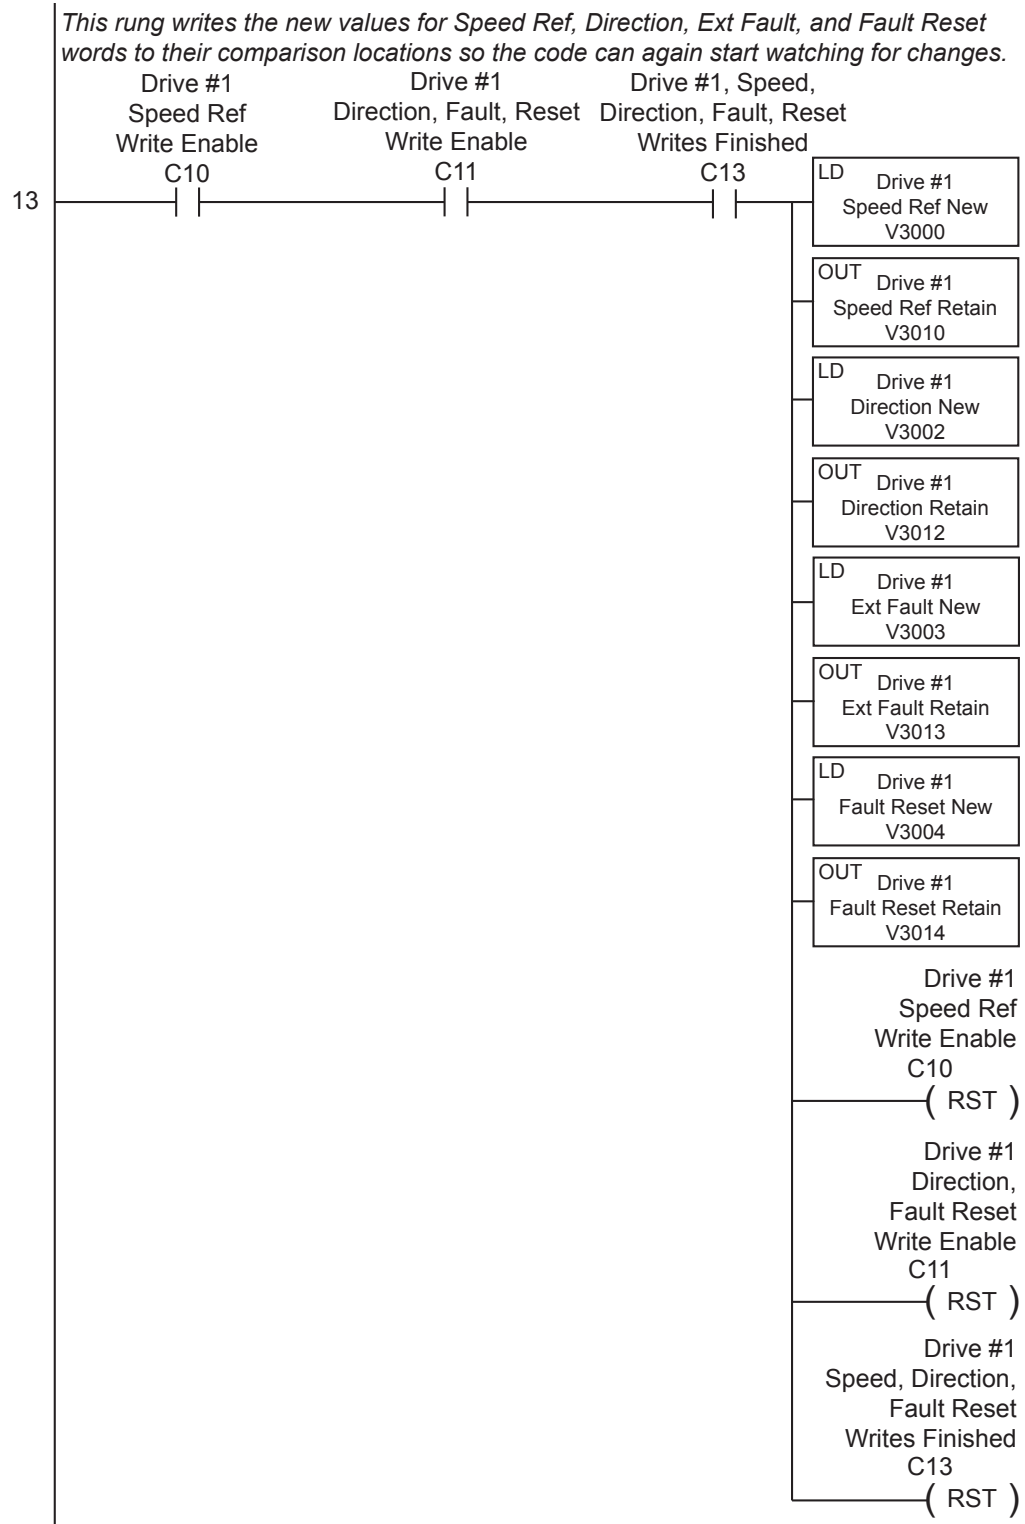 This rung writes the new values for Speed Ref, Direction, Ext Fault, and Fault Reset
words to their comparison locations so the code can again start watching for changes.
Drive #1
Speed Ref
Write Enable
C10
Drive #1
Direction, Fault, Reset
Write Enable
C11
Drive #1, Speed,
Direction, Fault, Reset
Writes Finished
C13
13
LD
Drive #1
Speed Ref New
V3000
OUT
Drive #1
Speed Ref Retain
V3010
LD
Drive #1
Direction New
V3002
OUT
Drive #1
Direction Retain
V3012
LD
Drive #1
Ext Fault New
V3003
OUT
Drive #1
Ext Fault Retain
V3013
LD
Drive #1
Fault Reset New
V3004
OUT
Drive #1
Fault Reset Retain
V3014
Drive #1
Speed Ref
Write Enable
C10
( RST )
Drive #1
Direction,
Fault Reset
Write Enable
C11
( RST )
Drive #1
Speed, Direction,
Fault Reset
Writes Finished
C13
( RST )